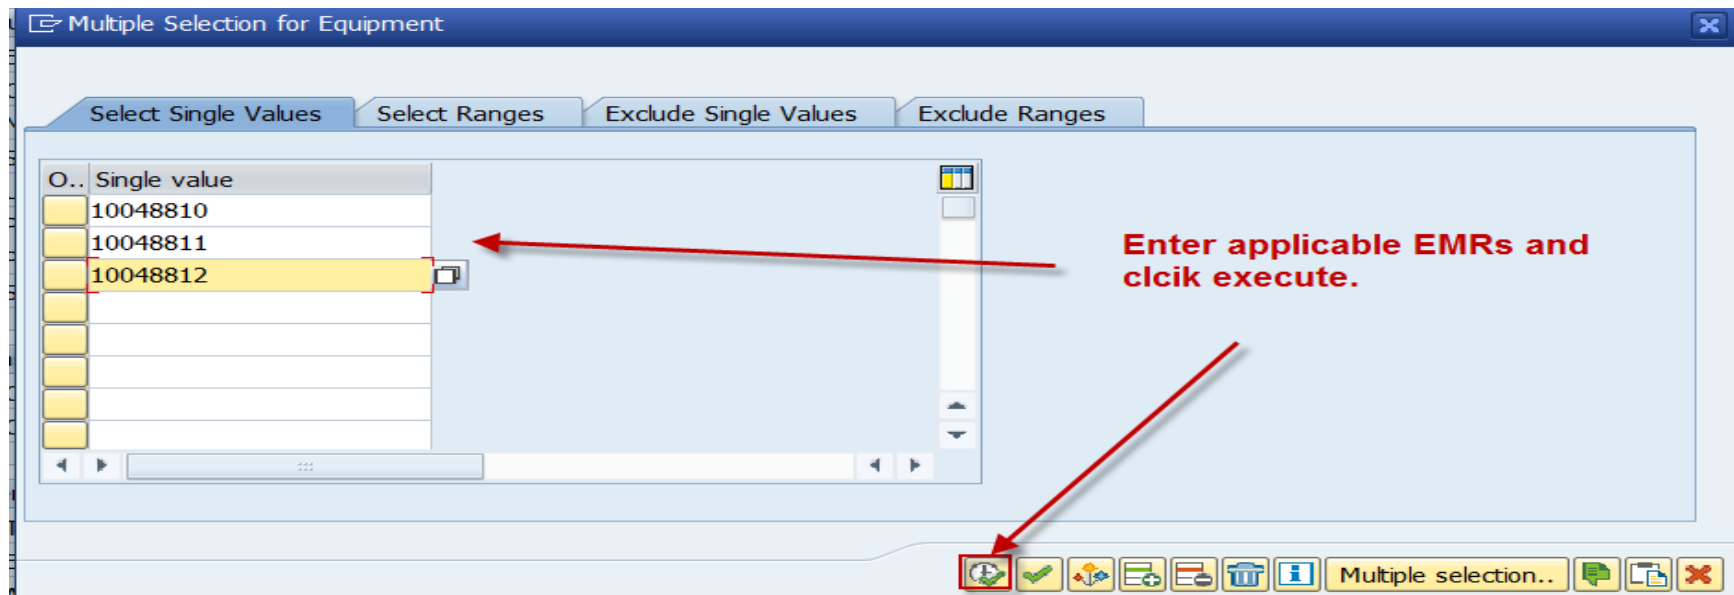 Multiple Selection for Equipment
Select Single Values Select Ranges Exclude Single Values Exclude Ranges
O.. Single value
10048810
10048811
10048812
Enter applicable EMRs and
clcik execute.
Multiple selection..